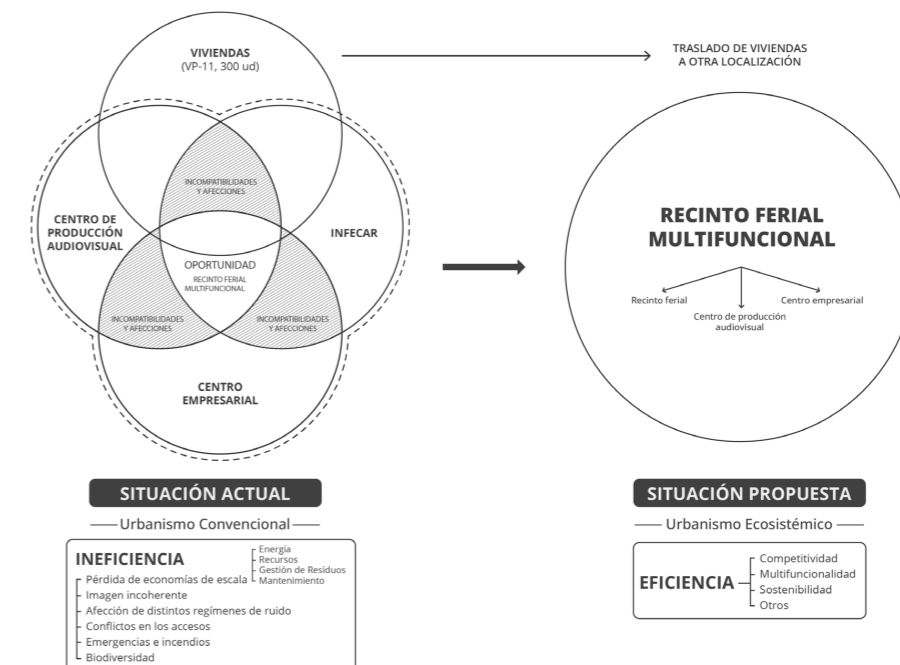 VIVIENDAS
(VP-11, 300 ud)
TRASLADO DE VIVIENDAS
A OTRA LOCALIZACIÓN
INCOMPATIBILIDADES
Y AFECCIONES
CENTRO DE
PRODUCCIÓN
AUDIOVISUAL
INFECAR
OPORTUNIDAD
RECINTO FERIAL
MULTIFUNCIONAL
INCOMPATIBILIDADES
Y AFECCIONES
INCOMPATIBILIDADES
Y AFECCIONES
CENTRO
EMPRESARIAL
RECINTO FERIAL
MULTIFUNCIONAL
Recinto ferial
Centro de producción
audiovisual
Centro empresarial
SITUACIÓN ACTUAL
Urbanismo Convencional
INEFICIENCIA
Pérdida de economías de escala
Energía
Recursos
Gestión de Residuos
Mantenimiento
Imagen incoherente
Afección de distintos regímenes de ruido
Conflictos en los accesos
Emergencias e incendios
Biodiversidad
SITUACIÓN PROPUESTA
Urbanismo Ecosistémico
EFICIENCIA
Competitividad
Multifuncionalidad
Sostenibilidad
Otros